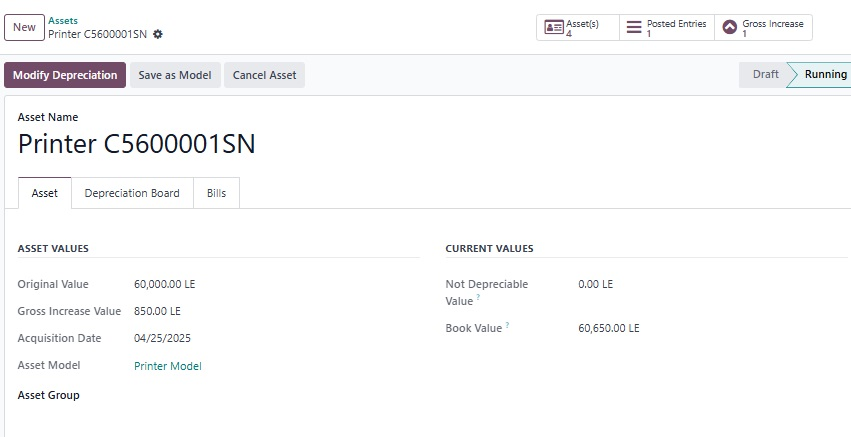 New
Assets
Printer C5600001SN
Asset(s)
4
Posted Entries
1
Gross Increase
1
Modify Depreciation
Save as Model
Cancel Asset
Draft
Running
Asset Name
Printer C5600001SN
Asset
Depreciation Board
Bills
ASSET VALUES
CURRENT VALUES
Original Value 60,000.00 LE
Not Depreciable
Value ?
0.00 LE
Gross Increase Value 850.00 LE
Book Value ? 60,650.00 LE
Acquisition Date 04/25/2025
Asset Model Printer Model
Asset Group